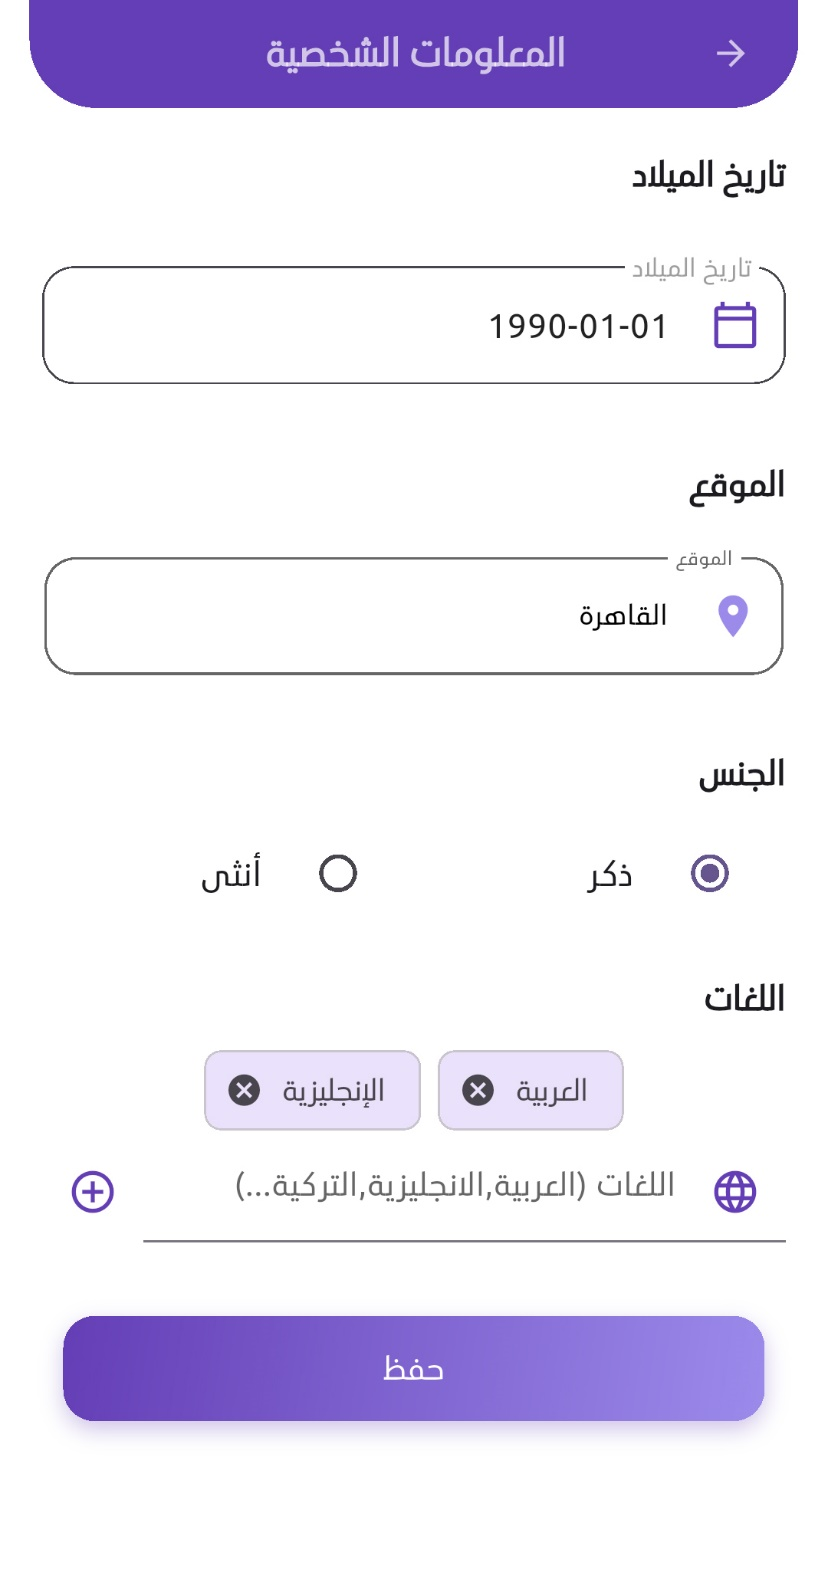 المعلومات الشخصية
تاريخ الميلاد
تاريخ الميلاد
1990-01-01
الموقع
الموقع
القاهرة
الجنس
ذكر أنثى
اللغات
العربية الإنجليزية
اللغات (العربية,الانجليزية,التركية...)
حفظ